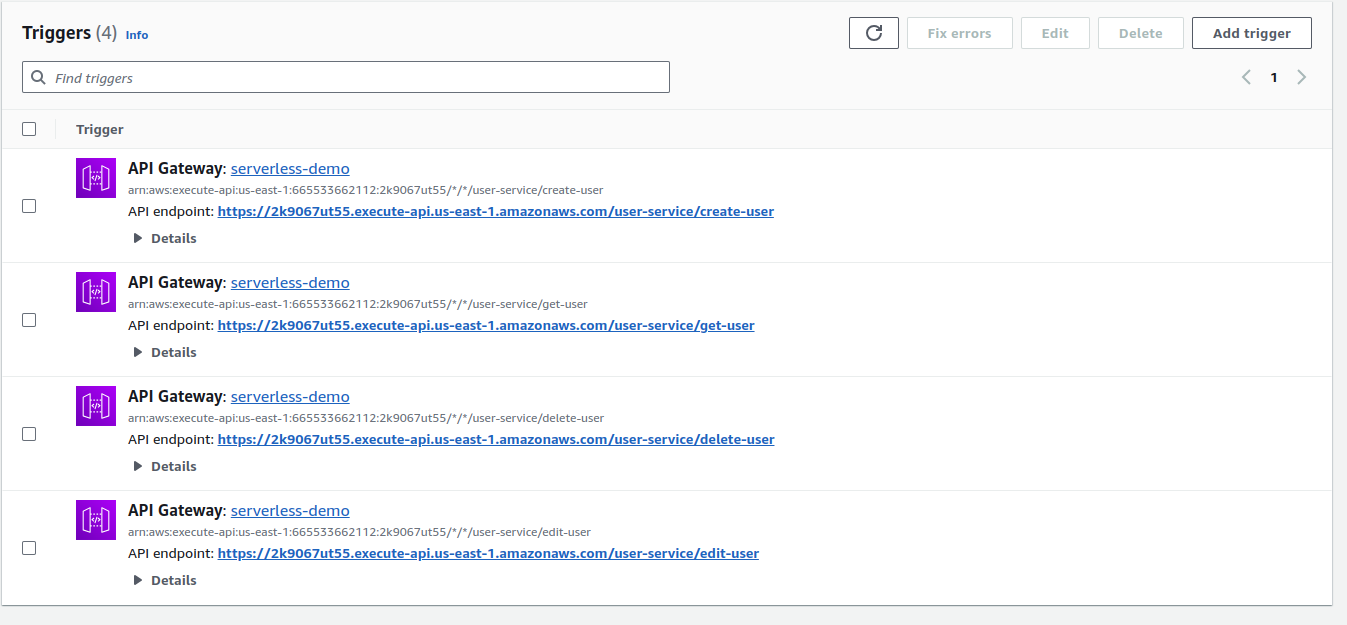 Triggers (4) Info
Fix errors
Edit
Delete
Add trigger
Find triggers
1
Trigger
API Gateway: serverless-demo
arn:aws:execute-api:us-east-1:665533662112:2k9067ut55/*/*/user-service/create-user
API endpoint: https://2k9067ut55.execute-api.us-east-1.amazonaws.com/user-service/create-user
Details
API Gateway: serverless-demo
arn:aws:execute-api:us-east-1:665533662112:2k9067ut55/*/*/user-service/get-user
API endpoint: https://2k9067ut55.execute-api.us-east-1.amazonaws.com/user-service/get-user
Details
API Gateway: serverless-demo
arn:aws:execute-api:us-east-1:665533662112:2k9067ut55/*/*/user-service/delete-user
API endpoint: https://2k9067ut55.execute-api.us-east-1.amazonaws.com/user-service/delete-user
Details
API Gateway: serverless-demo
arn:aws:execute-api:us-east-1:665533662112:2k9067ut55/*/*/user-service/edit-user
API endpoint: https://2k9067ut55.execute-api.us-east-1.amazonaws.com/user-service/edit-user
Details